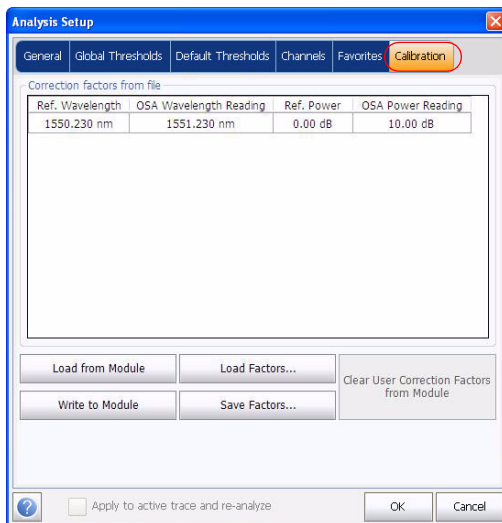 Analysis Setup
General Global Thresholds Default Thresholds Channels Favorites Calibration
Correction factors from file
Ref. Wavelength OSA Wavelength Reading Ref. Power OSA Power Reading
1550.230 nm 1551.230 nm 0.00 dB 10.00 dB
Load from Module Load Factors... Clear User Correction Factors
from Module
Write to Module Save Factors...
? Apply to active trace and re-analyze OK Cancel